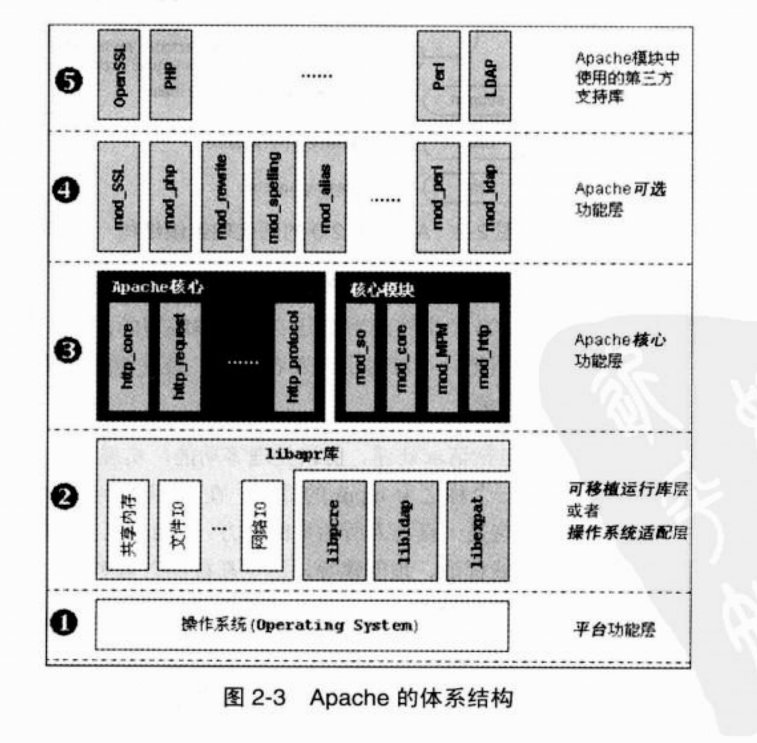 ❺
OpenSSL
PHP
......
Perl
LDAP
Apache模块中
使用的第三方
支持库
❹
mod_SSL
mod_php
mod_rewrite
mod_spelling
mod_alias
......
mod_perl
mod_ldap
Apache可选
功能层
❸
Apache核心
http_core
http_request
......
http_protocol
核心模块
mod_so
mod_core
mod_MPM
mod_http
Apache核心
功能层
❷
libapr库
共享内存
文件IO
...
网络IO
libpcre
libldap
libexpat
可移植运行库层
或者
操作系统适配层
❶
操作系统(Operating System)
平台功能层
图 2-3 Apache 的体系结构